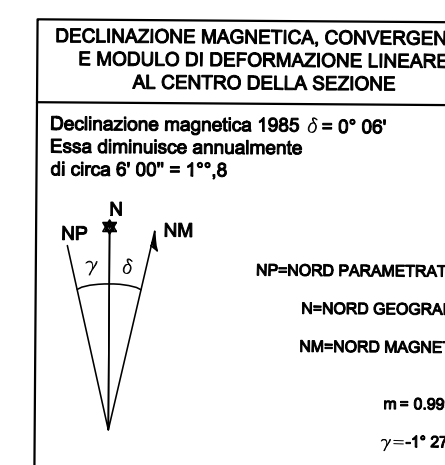 DECLINAZIONE MAGNETICA, CONVERGEN
E MODULO DI DEFORMAZIONE LINEARE
AL CENTRO DELLA SEZIONE
Declinazione magnetica 1985 δ = 0° 06'
Essa diminuisce annualmente
di circa 6' 00" = 1°°,8
N
NP
NM
γ δ
NP=NORD PARAMETRAT
N=NORD GEOGRA
NM=NORD MAGNET
m = 0.99
γ=-1° 27